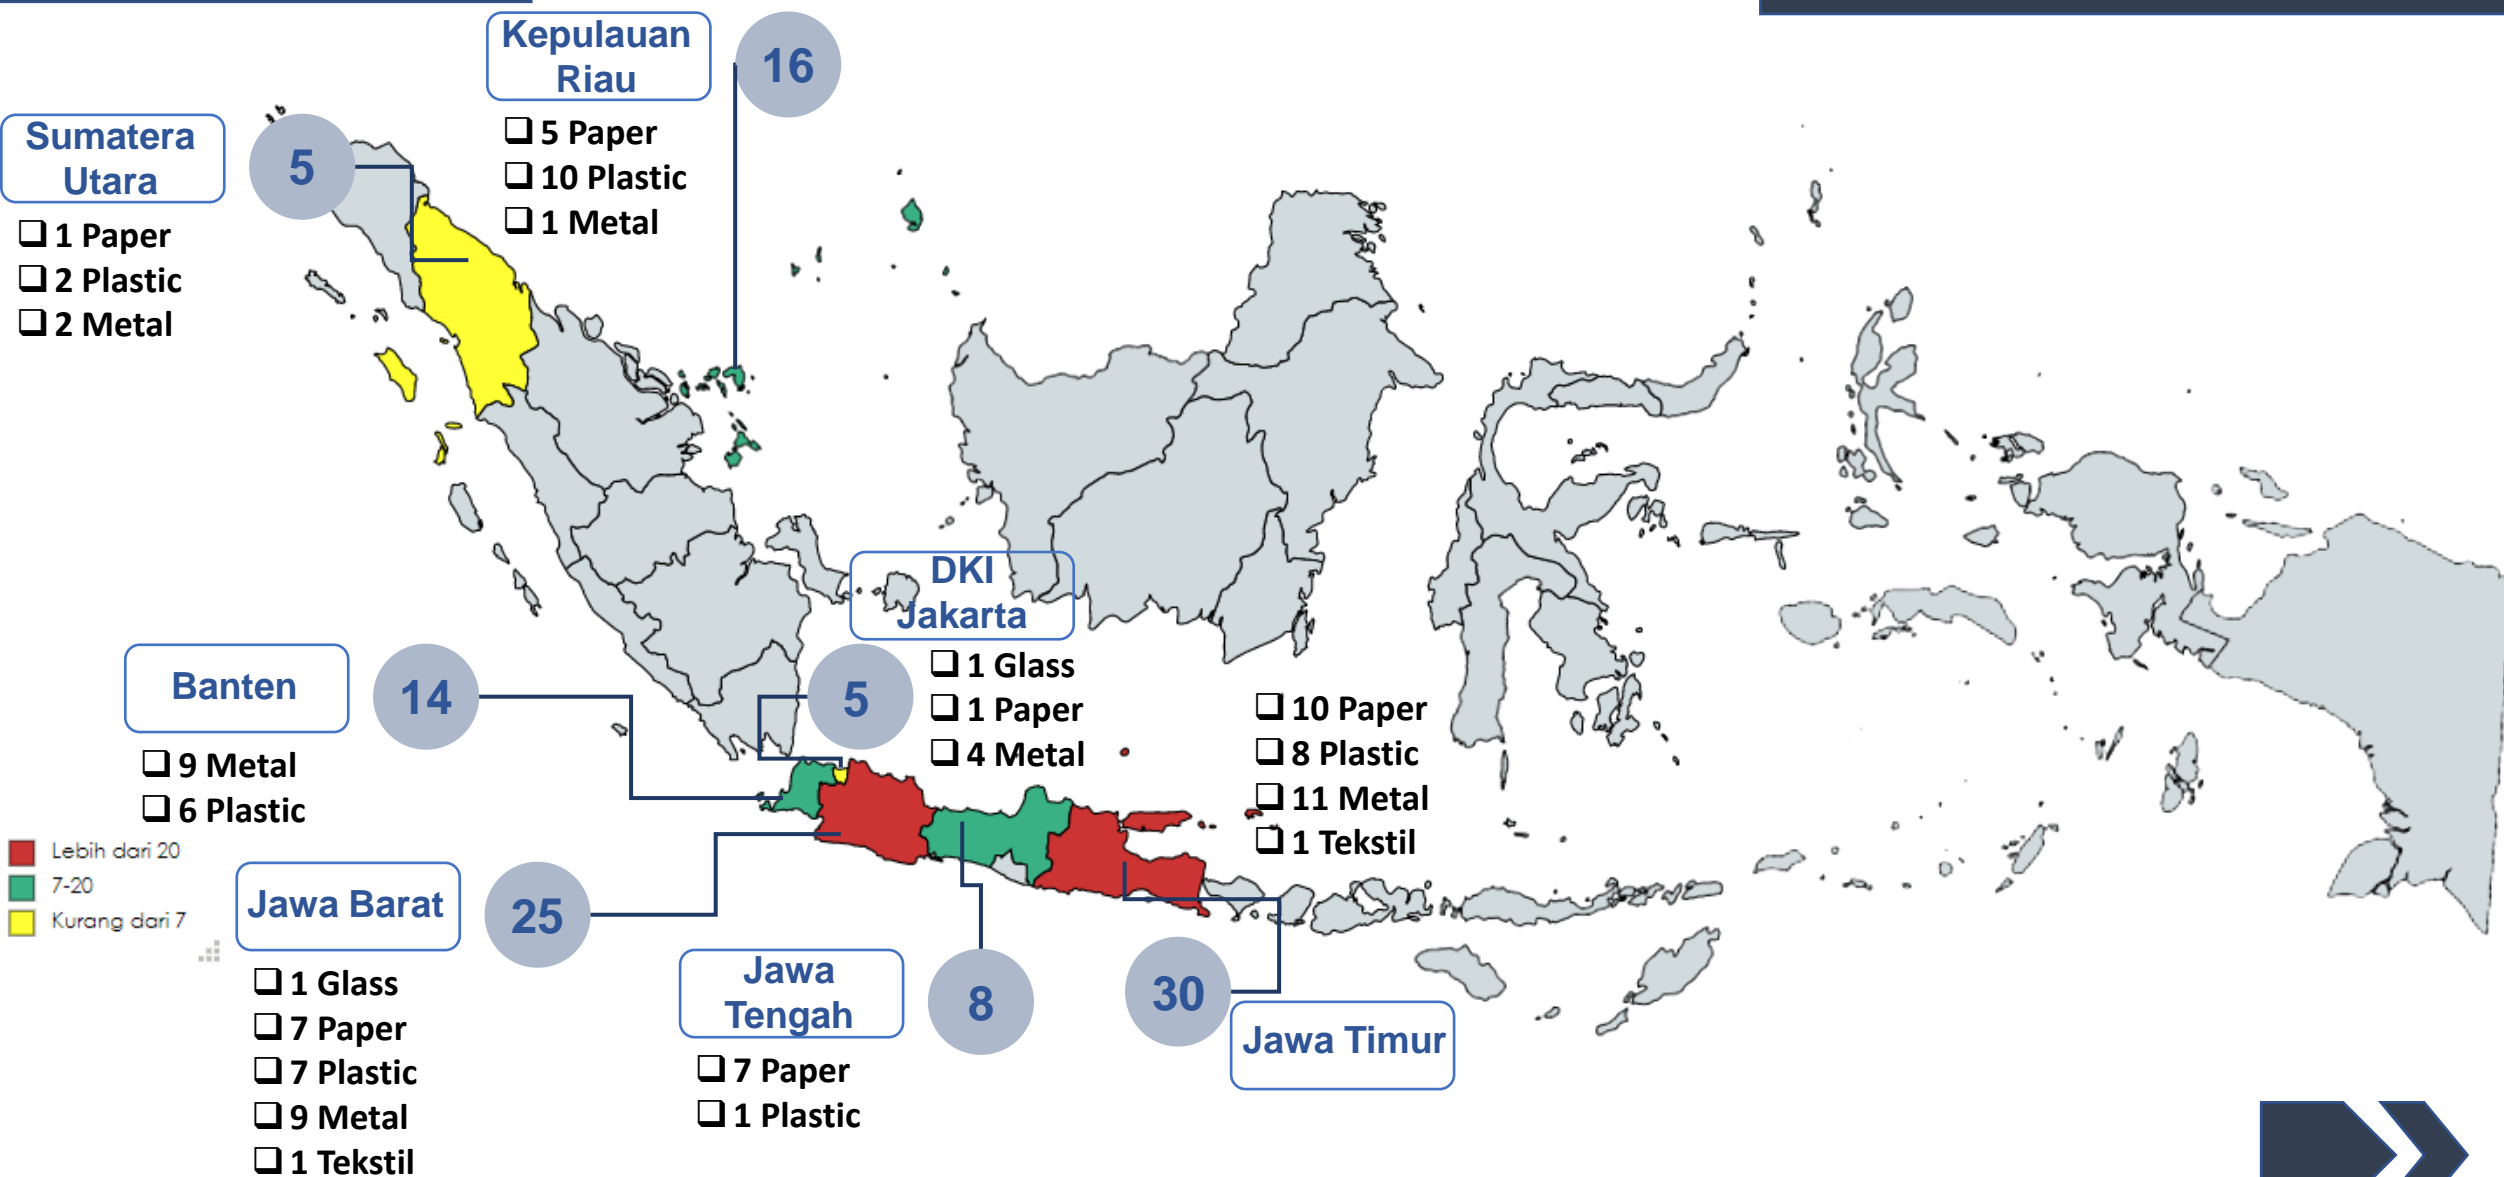 Kepulauan
Riau
16
5 Paper
10 Plastic
1 Metal
Sumatera
Utara
5
1 Paper
2 Plastic
2 Metal
DKI
Jakarta
5
1 Glass
1 Paper
4 Metal
Banten
14
9 Metal
6 Plastic
10 Paper
8 Plastic
11 Metal
1 Tekstil
Lebih dari 20
7-20
Kurang dari 7
Jawa Barat
25
1 Glass
7 Paper
7 Plastic
9 Metal
1 Tekstil
Jawa
Tengah
8
7 Paper
1 Plastic
30
Jawa Timur